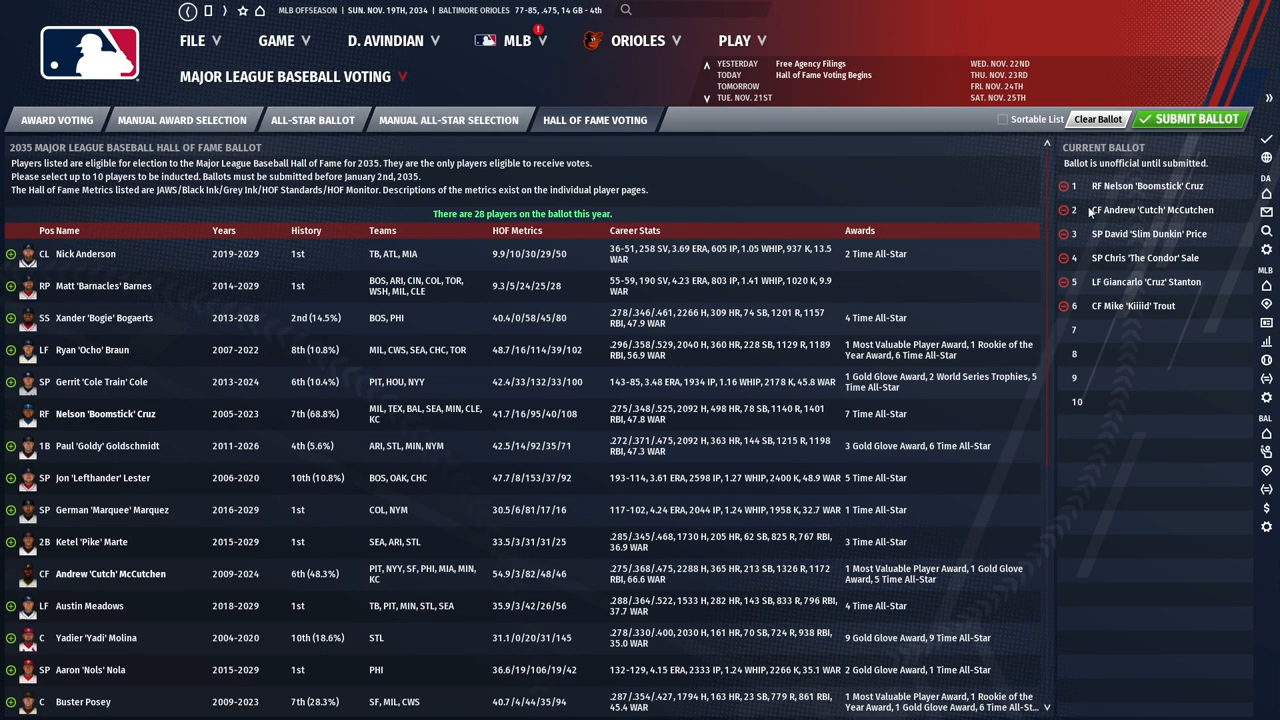 MLB OFFSEASON | SUN. NOV. 19TH, 2034 | BALTIMORE ORIOLES 77-85, .475, 14 GB - 4th
FILE GAME D. AVINDIAN MLB ! ORIOLES PLAY
MAJOR LEAGUE BASEBALL VOTING
YESTERDAY Free Agency Filings WED. NOV. 22ND
TODAY Hall of Fame Voting Begins THU. NOV. 23RD
TOMORROW FRI. NOV. 24TH
TUE. NOV. 21ST SAT. NOV. 25TH
AWARD VOTING MANUAL AWARD SELECTION ALL-STAR BALLOT MANUAL ALL-STAR SELECTION HALL OF FAME VOTING Sortable List Clear Ballot SUBMIT BALLOT
2035 MAJOR LEAGUE BASEBALL HALL OF FAME BALLOT
Players listed are eligible for election to the Major League Baseball Hall of Fame for 2035. They are the only players eligible to receive votes.
Please select up to 10 players to be inducted. Ballots must be submitted before January 2nd, 2035.
The Hall of Fame Metrics listed are JAWS/Black Ink/Grey Ink/HOF Standards/HOF Monitor. Descriptions of the metrics exist on the individual player pages.
There are 28 players on the ballot this year.
Pos Name Years History Teams HOF Metrics Career Stats Awards
CL Nick Anderson 2019-2029 1st TB, ATL, MIA 9.9/10/30/29/50 36-51, 258 SV, 3.69 ERA, 605 IP, 1.05 WHIP, 937 K, 13.5 2 Time All-Star
WAR
RP Matt 'Barnacles' Barnes 2014-2029 1st BOS, ARI, CIN, COL, TOR, 9.3/5/24/25/28 55-59, 190 SV, 4.23 ERA, 803 IP, 1.41 WHIP, 1020 K, 9.9
WSH, MIL, CLE WAR
SS Xander 'Bogie' Bogaerts 2013-2028 2nd (14.5%) BOS, PHI 40.4/0/58/45/80 .278/.346/.461, 2266 H, 309 HR, 74 SB, 1201 R, 1157 4 Time All-Star
RBI, 47.9 WAR
LF Ryan 'Ocho' Braun 2007-2022 8th (10.8%) MIL, CWS, SEA, CHC, TOR 48.7/16/114/39/102 .296/.358/.529, 2040 H, 360 HR, 228 SB, 1129 R, 1189 1 Most Valuable Player Award, 1 Rookie of the
RBI, 56.9 WAR Year Award, 6 Time All-Star
SP Gerrit 'Cole Train' Cole 2013-2024 6th (10.4%) PIT, HOU, NYY 42.4/33/132/33/100 143-85, 3.48 ERA, 1934 IP, 1.16 WHIP, 2178 K, 45.8 WAR 1 Gold Glove Award, 2 World Series Trophies, 5
Time All-Star
RF Nelson 'Boomstick' Cruz 2005-2023 7th (68.8%) MIL, TEX, BAL, SEA, MIN, CLE, 41.7/16/95/40/108 .275/.348/.525, 2092 H, 498 HR, 78 SB, 1140 R, 1401 7 Time All-Star
KC RBI, 47.8 WAR
1B Paul 'Goldy' Goldschmidt 2011-2026 4th (5.6%) ARI, STL, MIN, NYM 42.5/14/92/35/71 .272/.371/.475, 2092 H, 363 HR, 144 SB, 1215 R, 1198 3 Gold Glove Award, 6 Time All-Star
RBI, 47.3 WAR
SP Jon 'Lefthander' Lester 2006-2020 10th (10.8%) BOS, OAK, CHC 47.7/8/153/37/92 193-114, 3.61 ERA, 2598 IP, 1.27 WHIP, 2400 K, 48.9 WAR 5 Time All-Star
SP German 'Marquee' Marquez 2016-2029 1st COL, NYM 30.5/6/81/17/16 117-102, 4.24 ERA, 2044 IP, 1.24 WHIP, 1958 K, 32.7 WAR 1 Time All-Star
2B Ketel 'Pike' Marte 2015-2029 1st SEA, ARI, STL 33.5/3/31/31/25 .285/.345/.468, 1730 H, 205 HR, 62 SB, 825 R, 767 RBI, 3 Time All-Star
36.9 WAR
CF Andrew 'Cutch' McCutchen 2009-2024 6th (48.3%) PIT, NYY, SF, PHI, MIA, MIN, 54.9/3/82/48/46 .275/.368/.475, 2288 H, 365 HR, 213 SB, 1326 R, 1172 1 Most Valuable Player Award, 1 Gold Glove
KC RBI, 66.6 WAR Award, 5 Time All-Star
LF Austin Meadows 2018-2029 1st TB, PIT, MIN, STL, SEA 35.9/3/42/26/56 .288/.364/.522, 1533 H, 282 HR, 143 SB, 833 R, 796 RBI, 4 Time All-Star
37.7 WAR
C Yadier 'Yadi' Molina 2004-2020 10th (18.6%) STL 31.1/0/20/31/145 .278/.330/.400, 2030 H, 161 HR, 70 SB, 724 R, 938 RBI, 9 Gold Glove Award, 9 Time All-Star
35.0 WAR
SP Aaron 'Nols' Nola 2015-2029 1st PHI 36.6/19/106/19/42 132-129, 4.15 ERA, 2333 IP, 1.24 WHIP, 2266 K, 35.1 WAR 2 Gold Glove Award, 1 Time All-Star
C Buster Posey 2009-2023 7th (28.3%) SF, MIL, CWS 40.7/4/44/35/94 .287/.354/.427, 1794 H, 163 HR, 23 SB, 779 R, 861 RBI, 1 Most Valuable Player Award, 1 Rookie of the
45.4 WAR Year Award, 1 Gold Glove Award, 6 Time All-St...
CURRENT BALLOT
Ballot is unofficial until submitted.
1 RF Nelson 'Boomstick' Cruz
2 CF Andrew 'Cutch' McCutchen
3 SP David 'Slim Dunkin' Price
4 SP Chris 'The Condor' Sale
5 LF Giancarlo 'Cruz' Stanton
6 CF Mike 'Kiiiid' Trout
7
8
9
10
DA
MLB
BAL